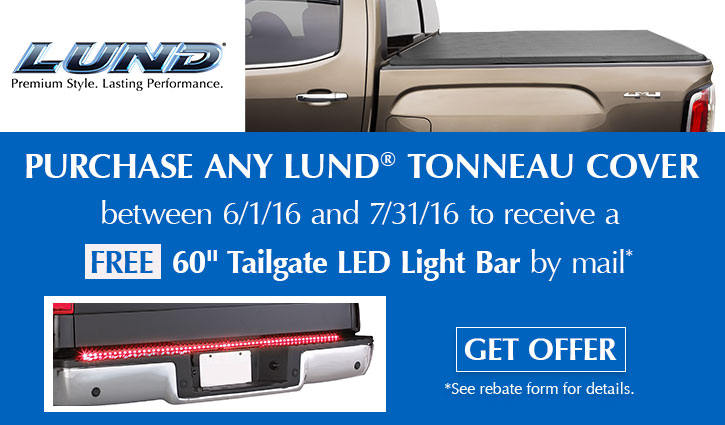 LUND®
Premium Style. Lasting Performance.
4x4
PURCHASE ANY LUND® TONNEAU COVER
between 6/1/16 and 7/31/16 to receive a
FREE 60" Tailgate LED Light Bar by mail*
GET OFFER
*See rebate form for details.